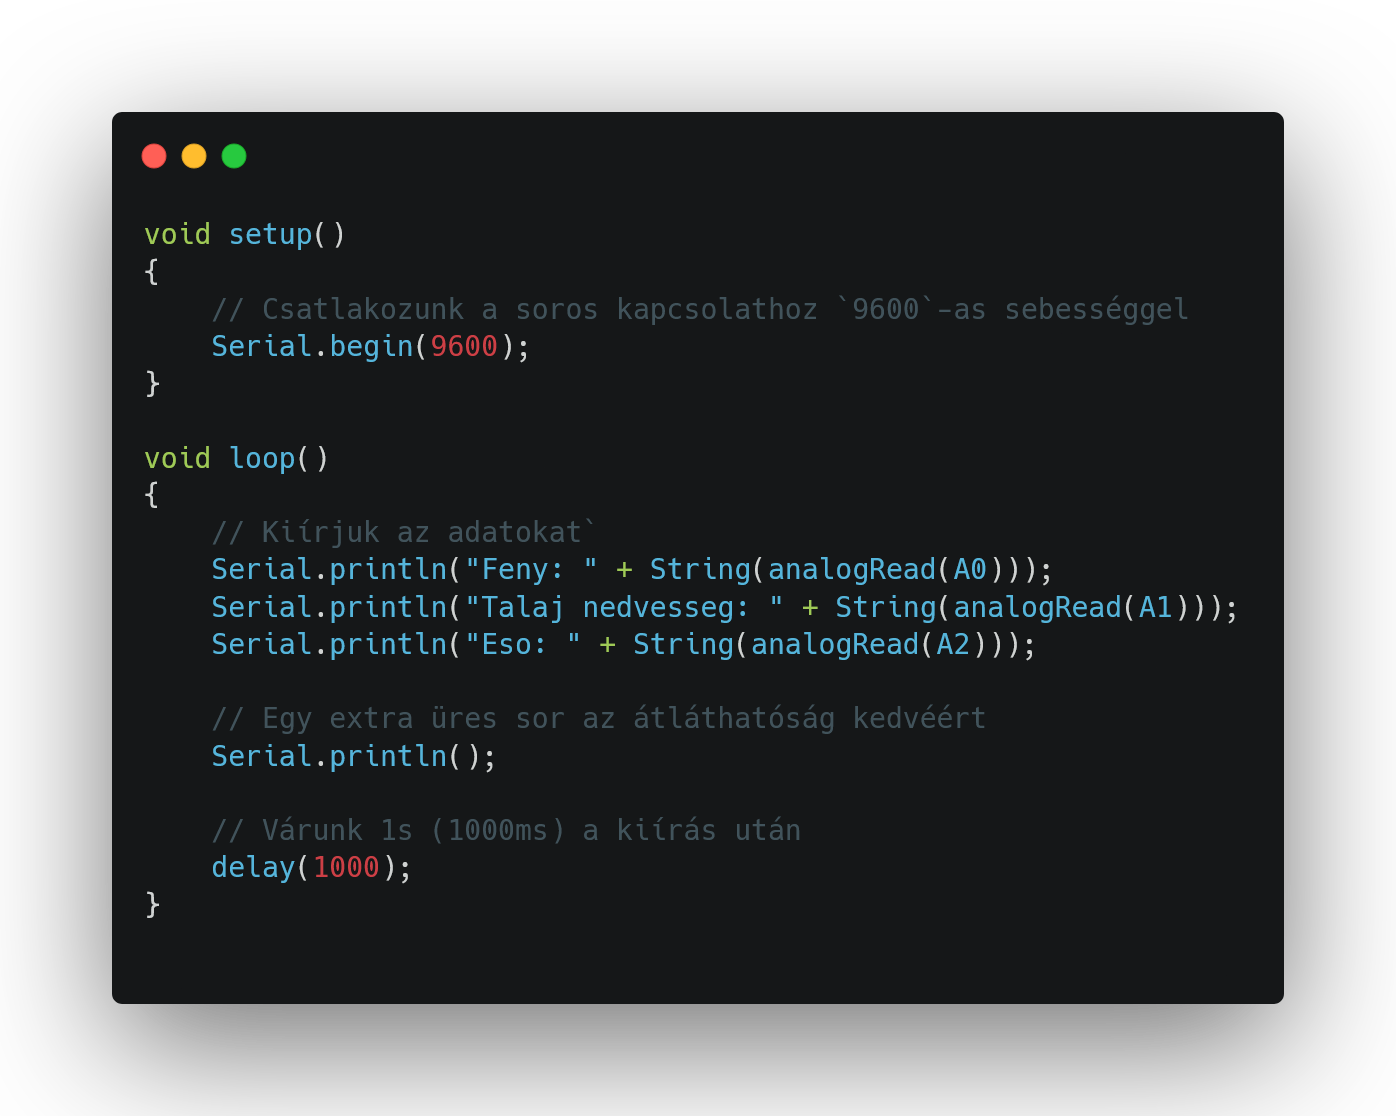 void setup()
{
    // Csatlakozunk a soros kapcsolathoz `9600`-as sebességgel
    Serial.begin(9600);
}

void loop()
{
    // Kiírjuk az adatokat`
    Serial.println("Feny: " + String(analogRead(A0)));
    Serial.println("Talaj nedvesseg: " + String(analogRead(A1)));
    Serial.println("Eso: " + String(analogRead(A2)));

    // Egy extra üres sor az átláthatóság kedvéért
    Serial.println();

    // Várunk 1s (1000ms) a kiírás után
    delay(1000);
}